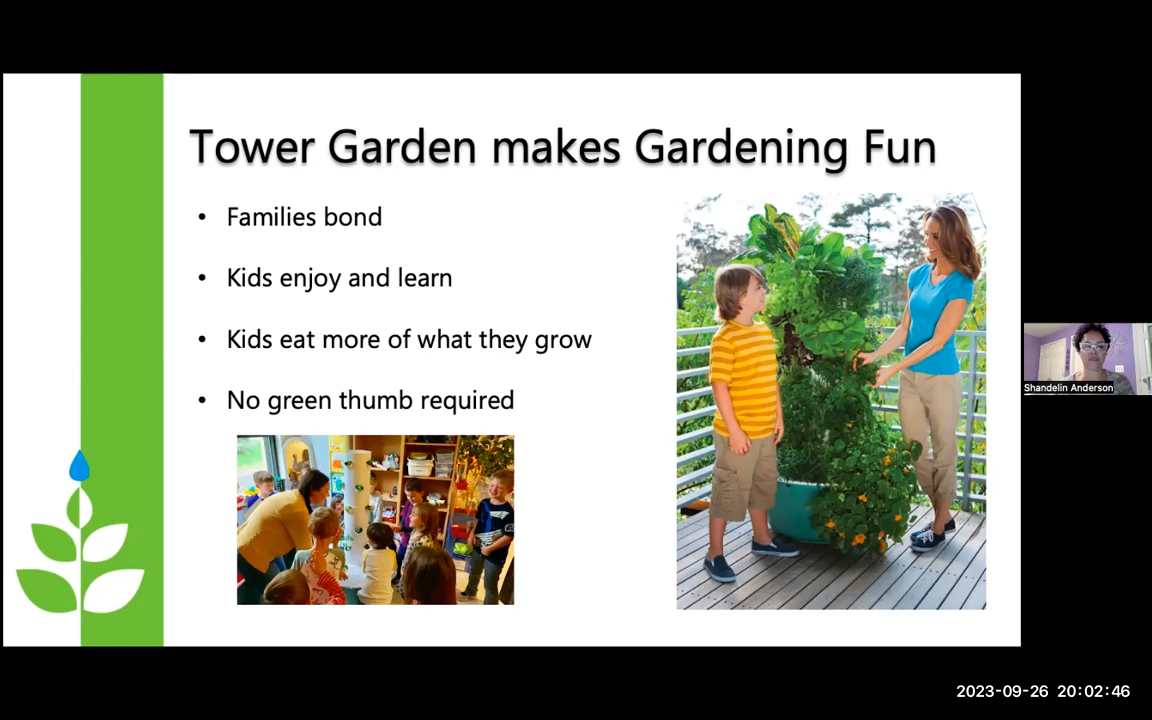 Tower Garden makes Gardening Fun
• Families bond
• Kids enjoy and learn
• Kids eat more of what they grow
• No green thumb required
Shandelin Anderson
2023-09-26 20:02:46